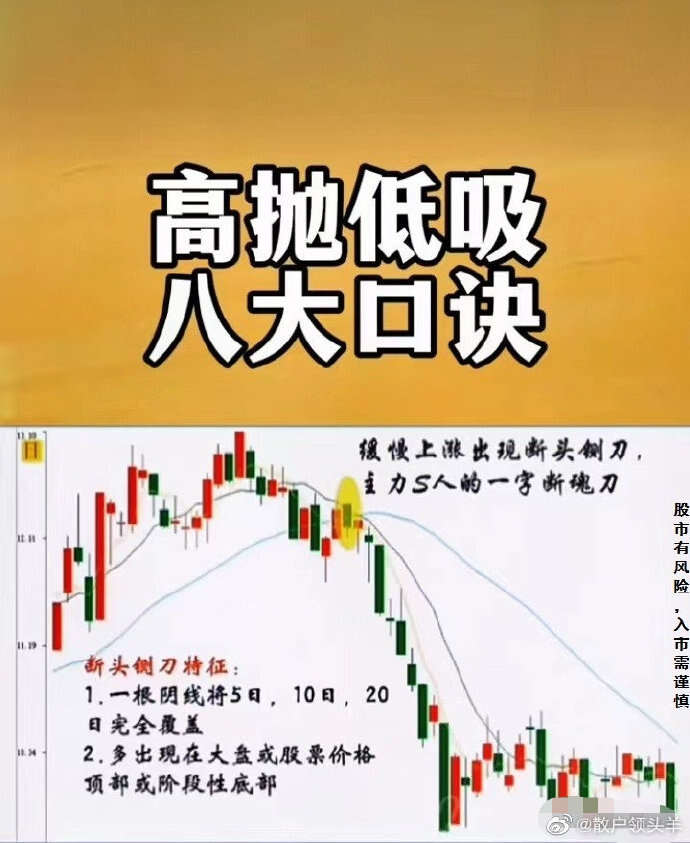 高抛低吸
八大口诀
日
缓慢上涨出现断头铡刀，
主力S人的一字断魂刀
股市有风险，入市需谨慎
断头铡刀特征：
1.一根阴线将5日，10日，20
日完全覆盖
2.多出现在大盘或股票价格
顶部或阶段性底部
@散户领头羊